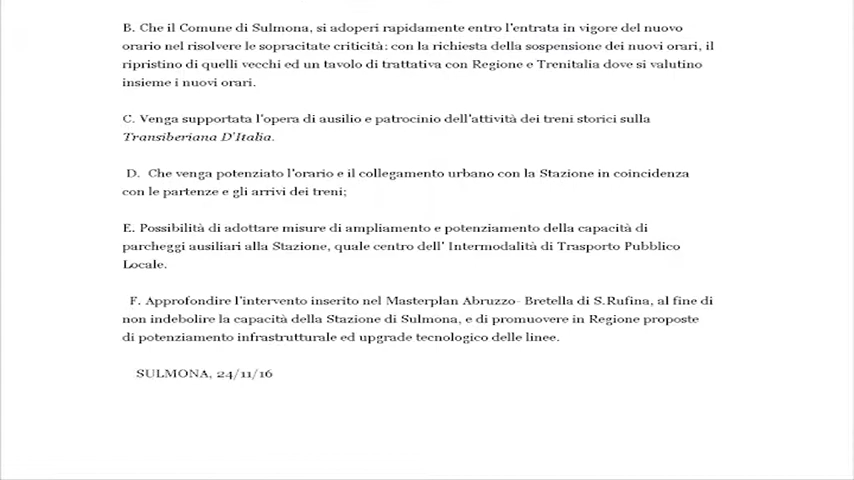 B. Che il Comune di Sulmona, si adoperi rapidamente entro l'entrata in vigore del nuovo
orario nel risolvere le sopracitate criticità: con la richiesta della sospensione dei nuovi orari, il
ripristino di quelli vecchi ed un tavolo di trattativa con Regione e Trenitalia dove si valutino
insieme i nuovi orari.
C. Venga supportata l'opera di ausilio e patrocinio dell'attività dei treni storici sulla
Transiberiana D'Italia.
D. Che venga potenziato l'orario e il collegamento urbano con la Stazione in coincidenza
con le partenze e gli arrivi dei treni;
E. Possibilità di adottare misure di ampliamento e potenziamento della capacità di
parcheggi ausiliari alla Stazione, quale centro dell' Intermodalità di Trasporto Pubblico
Locale.
F. Approfondire l'intervento inserito nel Masterplan Abruzzo- Bretella di S.Rufina, al fine di
non indebolire la capacità della Stazione di Sulmona, e di promuovere in Regione proposte
di potenziamento infrastrutturale ed upgrade tecnologico delle linee.
SULMONA, 24/11/16